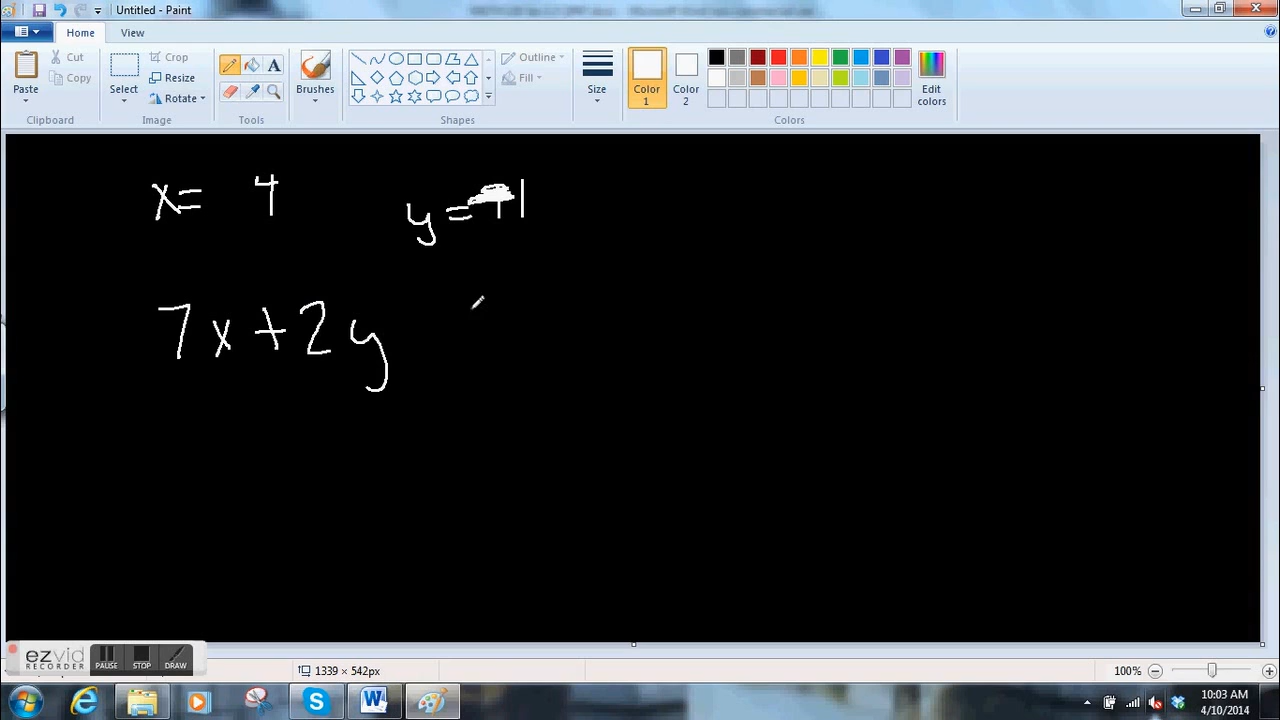 Untitled - Paint
Home View
Paste
Cut
Copy
Clipboard
Select
Crop
Resize
Rotate
Image
Tools
Brushes
Shapes
Outline
Fill
Size
Color 1
Color 2
Edit colors
Colors
x= 4
7x+2y
ezvid
RECORDER
PAUSE STOP DRAW
1339 × 542px
100%
10:03 AM
4/10/2014